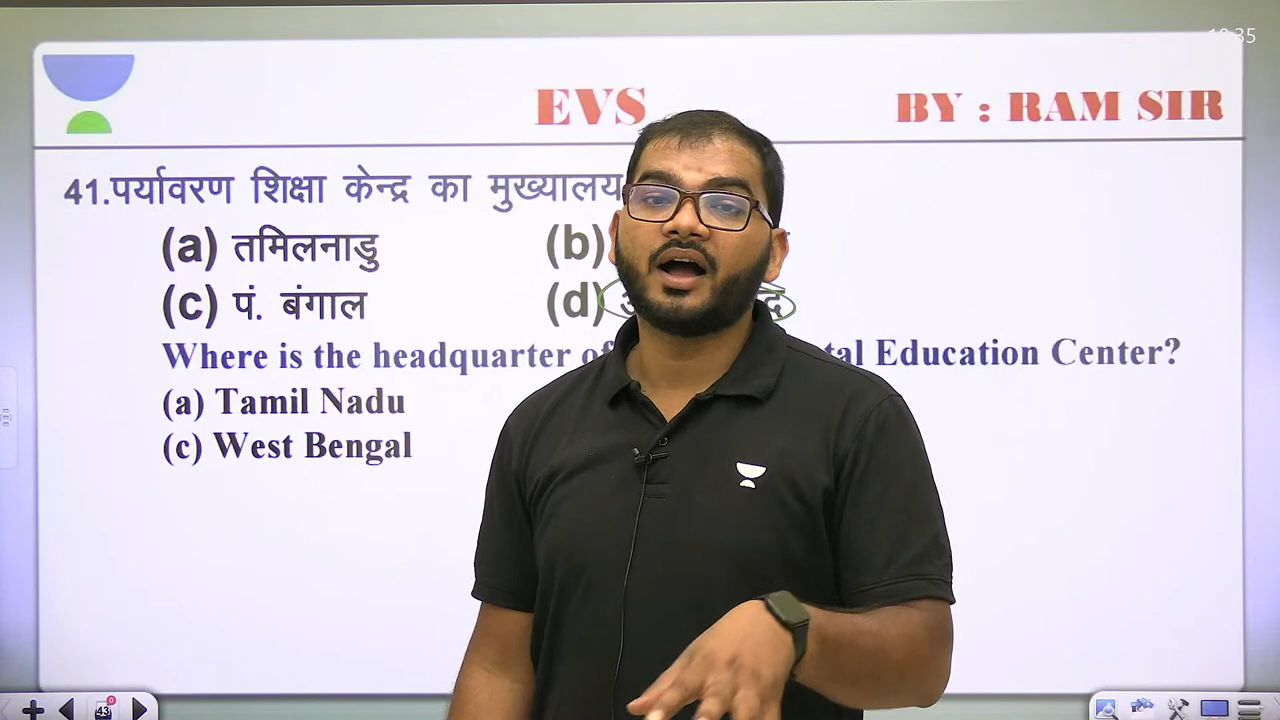 EVS
BY : RAM SIR
41.पर्यावरण शिक्षा केन्द्र का मुख्यालय
(a) तमिलनाडु (b)
(c) पं. बंगाल (d)
Where is the headquarter of tal Education Center?
(a) Tamil Nadu
(c) West Bengal
43